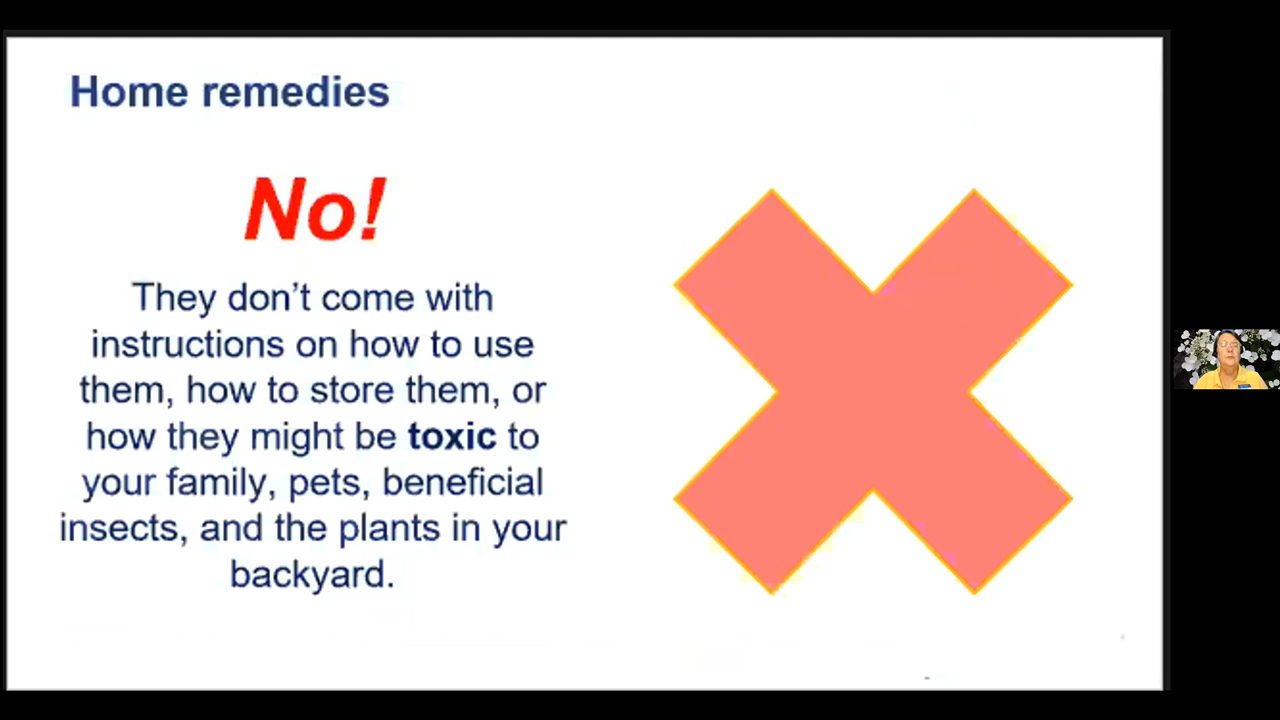 Home remedies
No!
They don’t come with
instructions on how to use
them, how to store them, or
how they might be toxic to
your family, pets, beneficial
insects, and the plants in your
backyard.